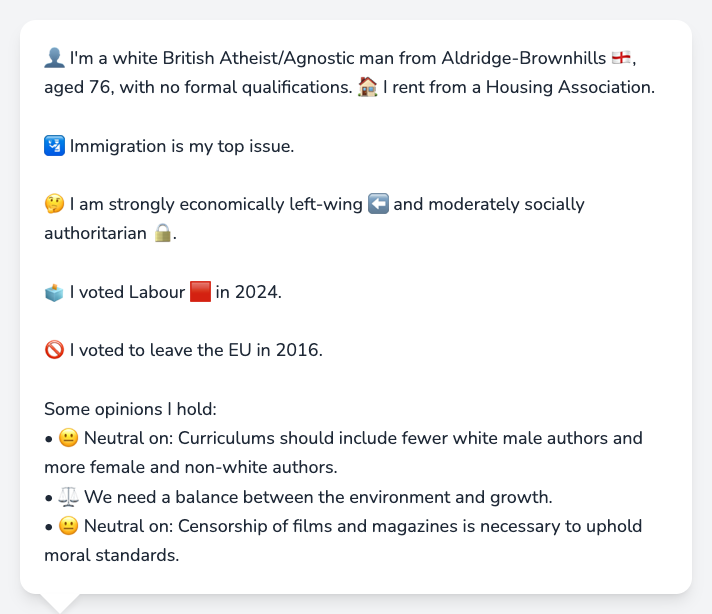 👤 I'm a white British Atheist/Agnostic man from Aldridge-Brownhills 🏴󠁧󠁢󠁥󠁮󠁧󠁿,
aged 76, with no formal qualifications. 🏠 I rent from a Housing Association.
🛂 Immigration is my top issue.
🤔 I am strongly economically left-wing ⬅️ and moderately socially
authoritarian 🔒.
🗳️ I voted Labour 🟥 in 2024.
🚫 I voted to leave the EU in 2016.
Some opinions I hold:
• 😐 Neutral on: Curriculums should include fewer white male authors and
more female and non-white authors.
• ⚖️ We need a balance between the environment and growth.
• 😐 Neutral on: Censorship of films and magazines is necessary to uphold
moral standards.